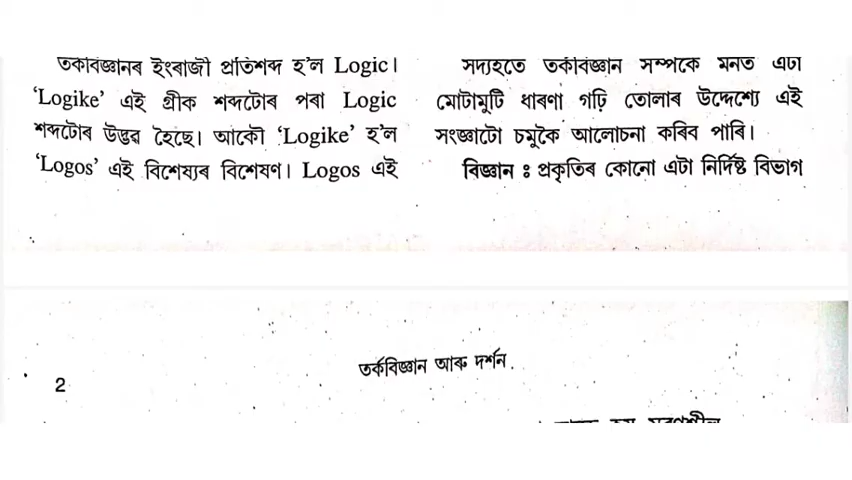 তৰ্কবিজ্ঞানৰ ইংৰাজী প্ৰতিশব্দ হ'ল Logic।
'Logike' এই গ্ৰীক শব্দটোৰ পৰা Logic
শব্দটোৰ উদ্ভৱ হৈছে। আকৌ 'Logike' হ'ল
'Logos' এই বিশেষ্যৰ বিশেষণ। Logos এই
সদ্যহতে তৰ্কবিজ্ঞান সম্পৰ্কে মনত এটা
মোটামুটি ধাৰণা গঢ়ি তোলাৰ উদ্দেশ্যে এই
সংজ্ঞাটো চমুকৈ আলোচনা কৰিব পাৰি।
বিজ্ঞান ঃ প্ৰকৃতিৰ কোনো এটা নিৰ্দিষ্ট বিভাগ
তৰ্কবিজ্ঞান আৰু দৰ্শন
2